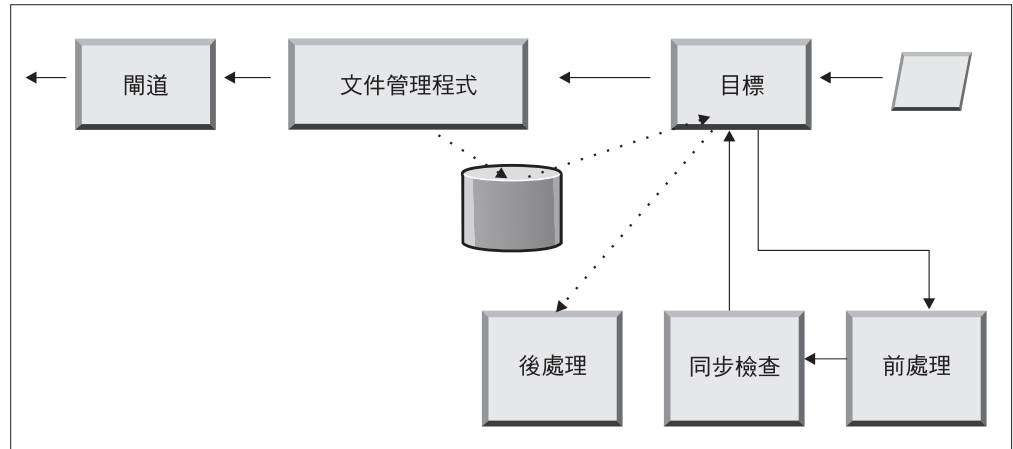 閘道
文件管理程式
目標
後處理
同步檢查
前處理